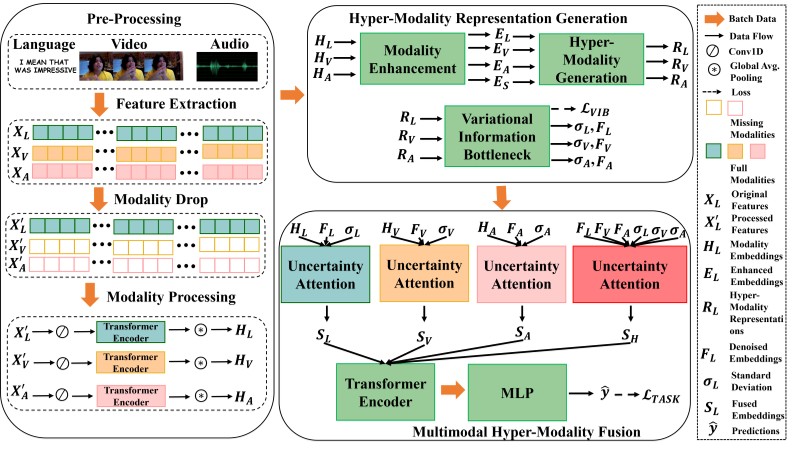 Pre-Processing
Language Video Audio
I MEAN THAT
WAS IMPRESSIVE
Feature Extraction
X_L
X_V
X_A
Modality Drop
X'_L
X'_V
X'_A
Modality Processing
X'_L Transformer Encoder H_L
X'_V Transformer Encoder H_V
X'_A Transformer Encoder H_A
Hyper-Modality Representation Generation
H_L
H_V
H_A
Modality
Enhancement
E_L
E_V
E_A
E_S
Hyper-
Modality
Generation
R_L
R_V
R_A
R_L
R_V
R_A
Variational
Information
Bottleneck
ℒ_VIB
σ_L, F_L
σ_V, F_V
σ_A, F_A
H_L F_L σ_L
H_V F_V σ_V
H_A F_A σ_A
F_L F_V F_A σ_L σ_V σ_A
Uncertainty
Attention
Uncertainty
Attention
Uncertainty
Attention
Uncertainty
Attention
S_L
S_V
S_A
S_H
Transformer
Encoder
MLP
ŷ
ℒ_TASK
Multimodal Hyper-Modality Fusion
Batch Data
Data Flow
Conv1D
Global Avg.
Pooling
Loss
Missing
Modalities
Full
Modalities
X_L Original
Features
X'_L Processed
Features
H_L Modality
Embeddings
E_L Enhanced
Embeddings
R_L Hyper-
Modality
Representati
ons
F_L Denoised
Embeddings
σ_L Standard
Deviation
S_L Fused
Embeddings
ŷ Predictions